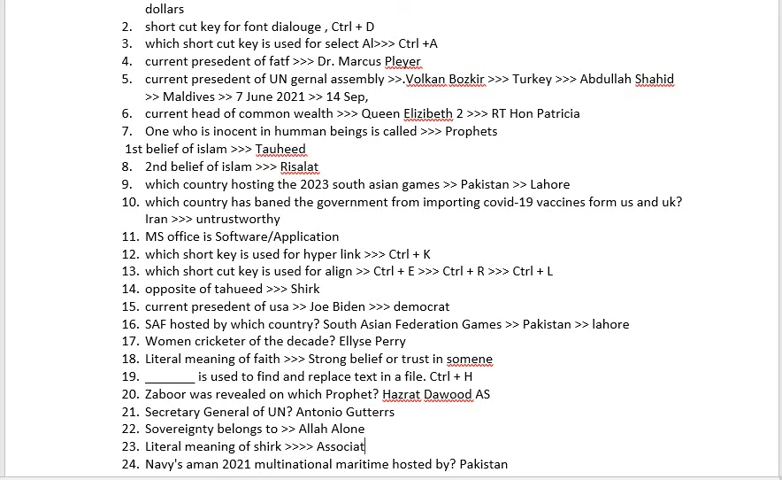 dollars
2. short cut key for font dialouge , Ctrl + D
3. which short cut key is used for select Al>>> Ctrl +A
4. current presedent of fatf >>> Dr. Marcus Pleyer
5. current presedent of UN gernal assembly >>.Volkan Bozkir >>> Turkey >>> Abdullah Shahid
>> Maldives >> 7 June 2021 >> 14 Sep,
6. current head of common wealth >>> Queen Elizibeth 2 >>> RT Hon Patricia
7. One who is inocent in humman beings is called >>> Prophets
1st belief of islam >>> Tauheed
8. 2nd belief of islam >>> Risalat
9. which country hosting the 2023 south asian games >> Pakistan >> Lahore
10. which country has baned the government from importing covid-19 vaccines form us and uk?
Iran >>> untrustworthy
11. MS office is Software/Application
12. which short key is used for hyper link >>> Ctrl + K
13. which short cut key is used for align >> Ctrl + E >>> Ctrl + R >>> Ctrl + L
14. opposite of tahueed >>> Shirk
15. current presedent of usa >> Joe Biden >>> democrat
16. SAF hosted by which country? South Asian Federation Games >> Pakistan >> lahore
17. Women cricketer of the decade? Ellyse Perry
18. Literal meaning of faith >>> Strong belief or trust in somene
19. _______ is used to find and replace text in a file. Ctrl + H
20. Zaboor was revealed on which Prophet? Hazrat Dawood AS
21. Secretary General of UN? Antonio Gutterrs
22. Sovereignty belongs to >> Allah Alone
23. Literal meaning of shirk >>>> Associat
24. Navy's aman 2021 multinational maritime hosted by? Pakistan